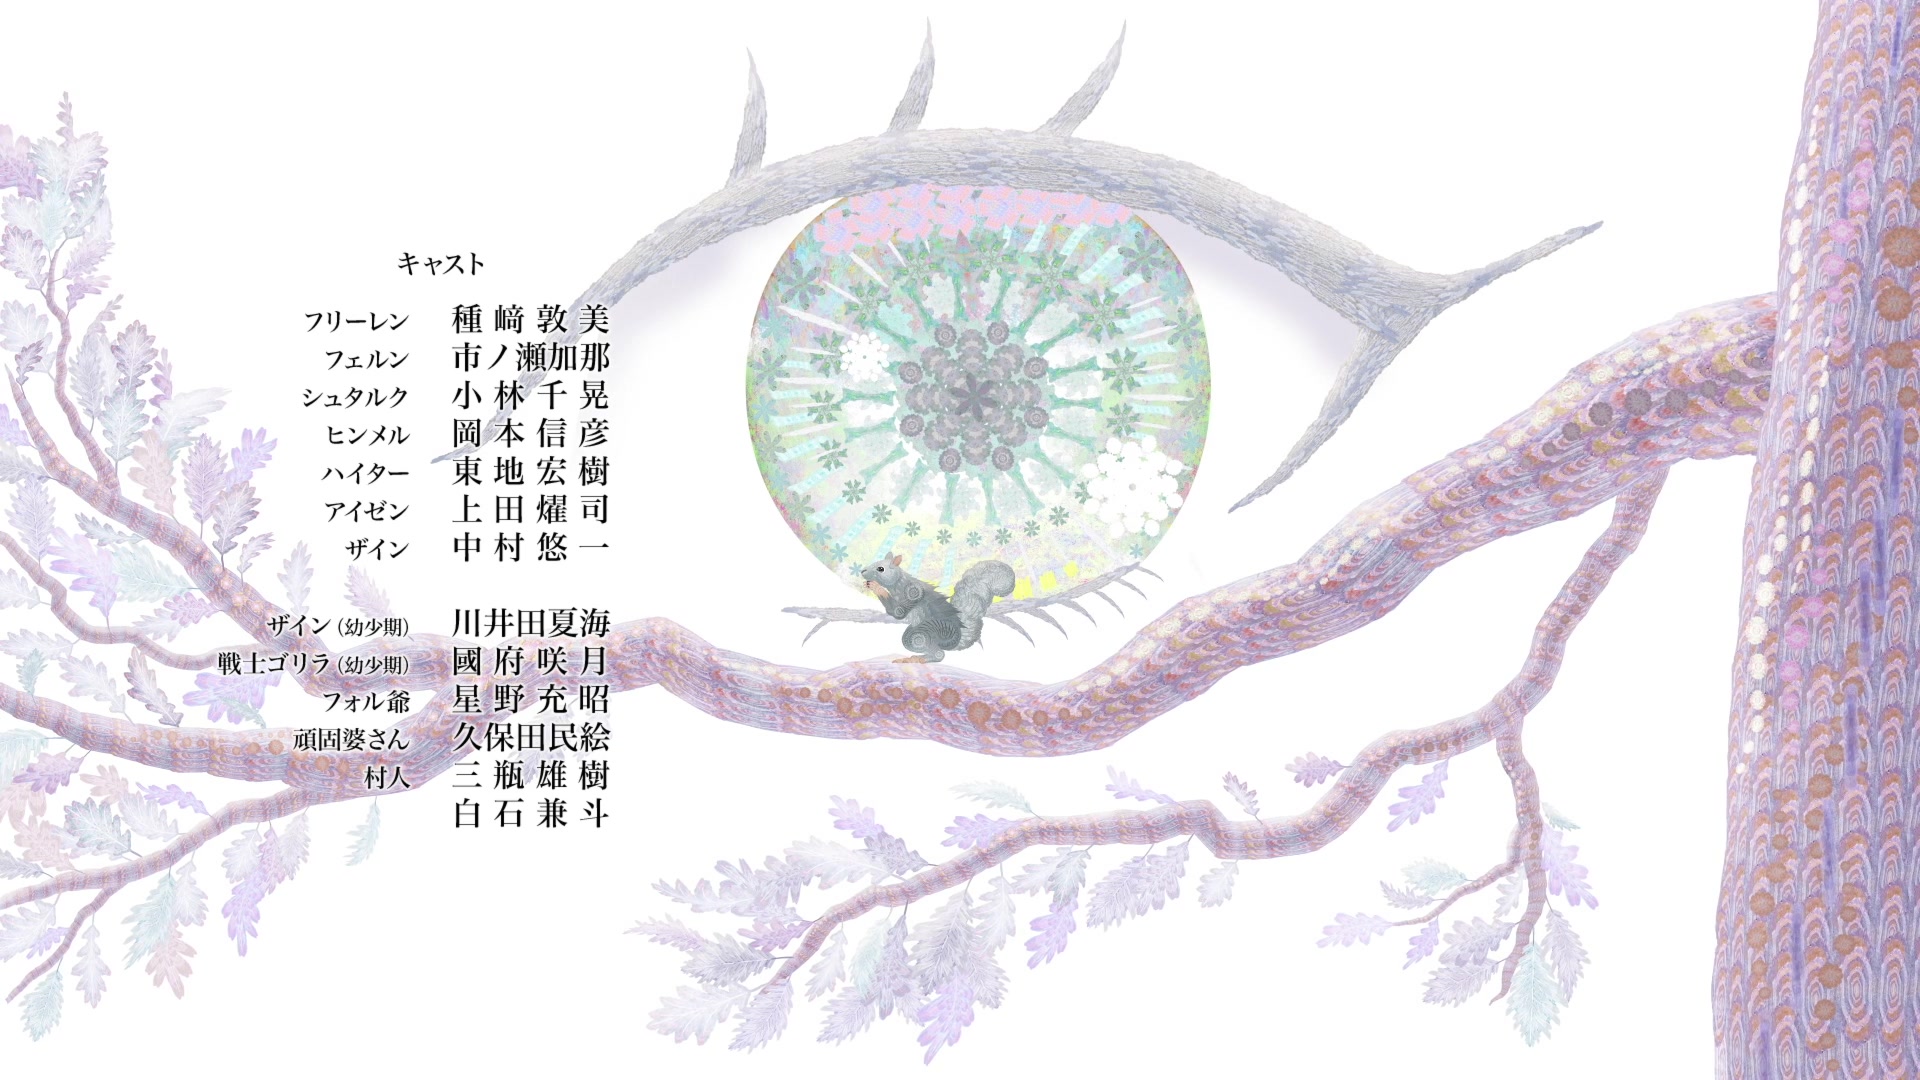 キャスト
フリーレン 種﨑敦美
フェルン 市ノ瀬加那
シュタルク 小林千晃
ヒンメル 岡本信彦
ハイター 東地宏樹
アイゼン 上田燿司
ザイン 中村悠一
ザイン(幼少期) 川井田夏海
戦士ゴリラ(幼少期) 國府咲月
フォル爺 星野充昭
頑固婆さん 久保田民絵
村人 三瓶雄樹
白石兼斗